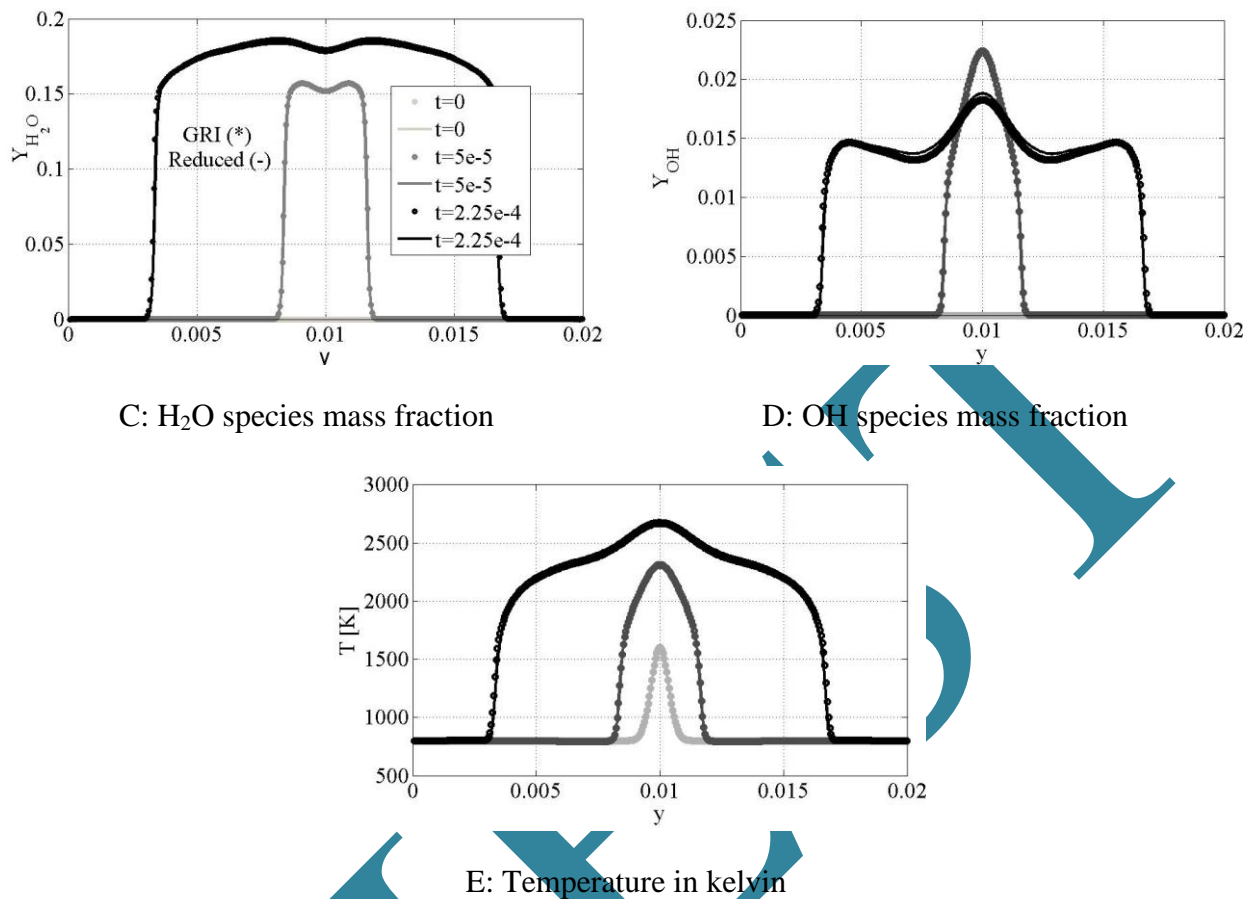 0.2
0.15
0.1
0.05
0
Y_H₂O
GRI (*)
Reduced (-)
t=0
t=0
t=5e-5
t=5e-5
t=2.25e-4
t=2.25e-4
0 0.005 0.01 0.015 0.02
y
C: H₂O species mass fraction
0.025
0.02
0.015
0.01
0.005
0
Y_OH
0 0.005 0.01 0.015 0.02
y
D: OH species mass fraction
3000
2500
2000
1500
1000
500
T [K]
0 0.005 0.01 0.015 0.02
y
E: Temperature in kelvin